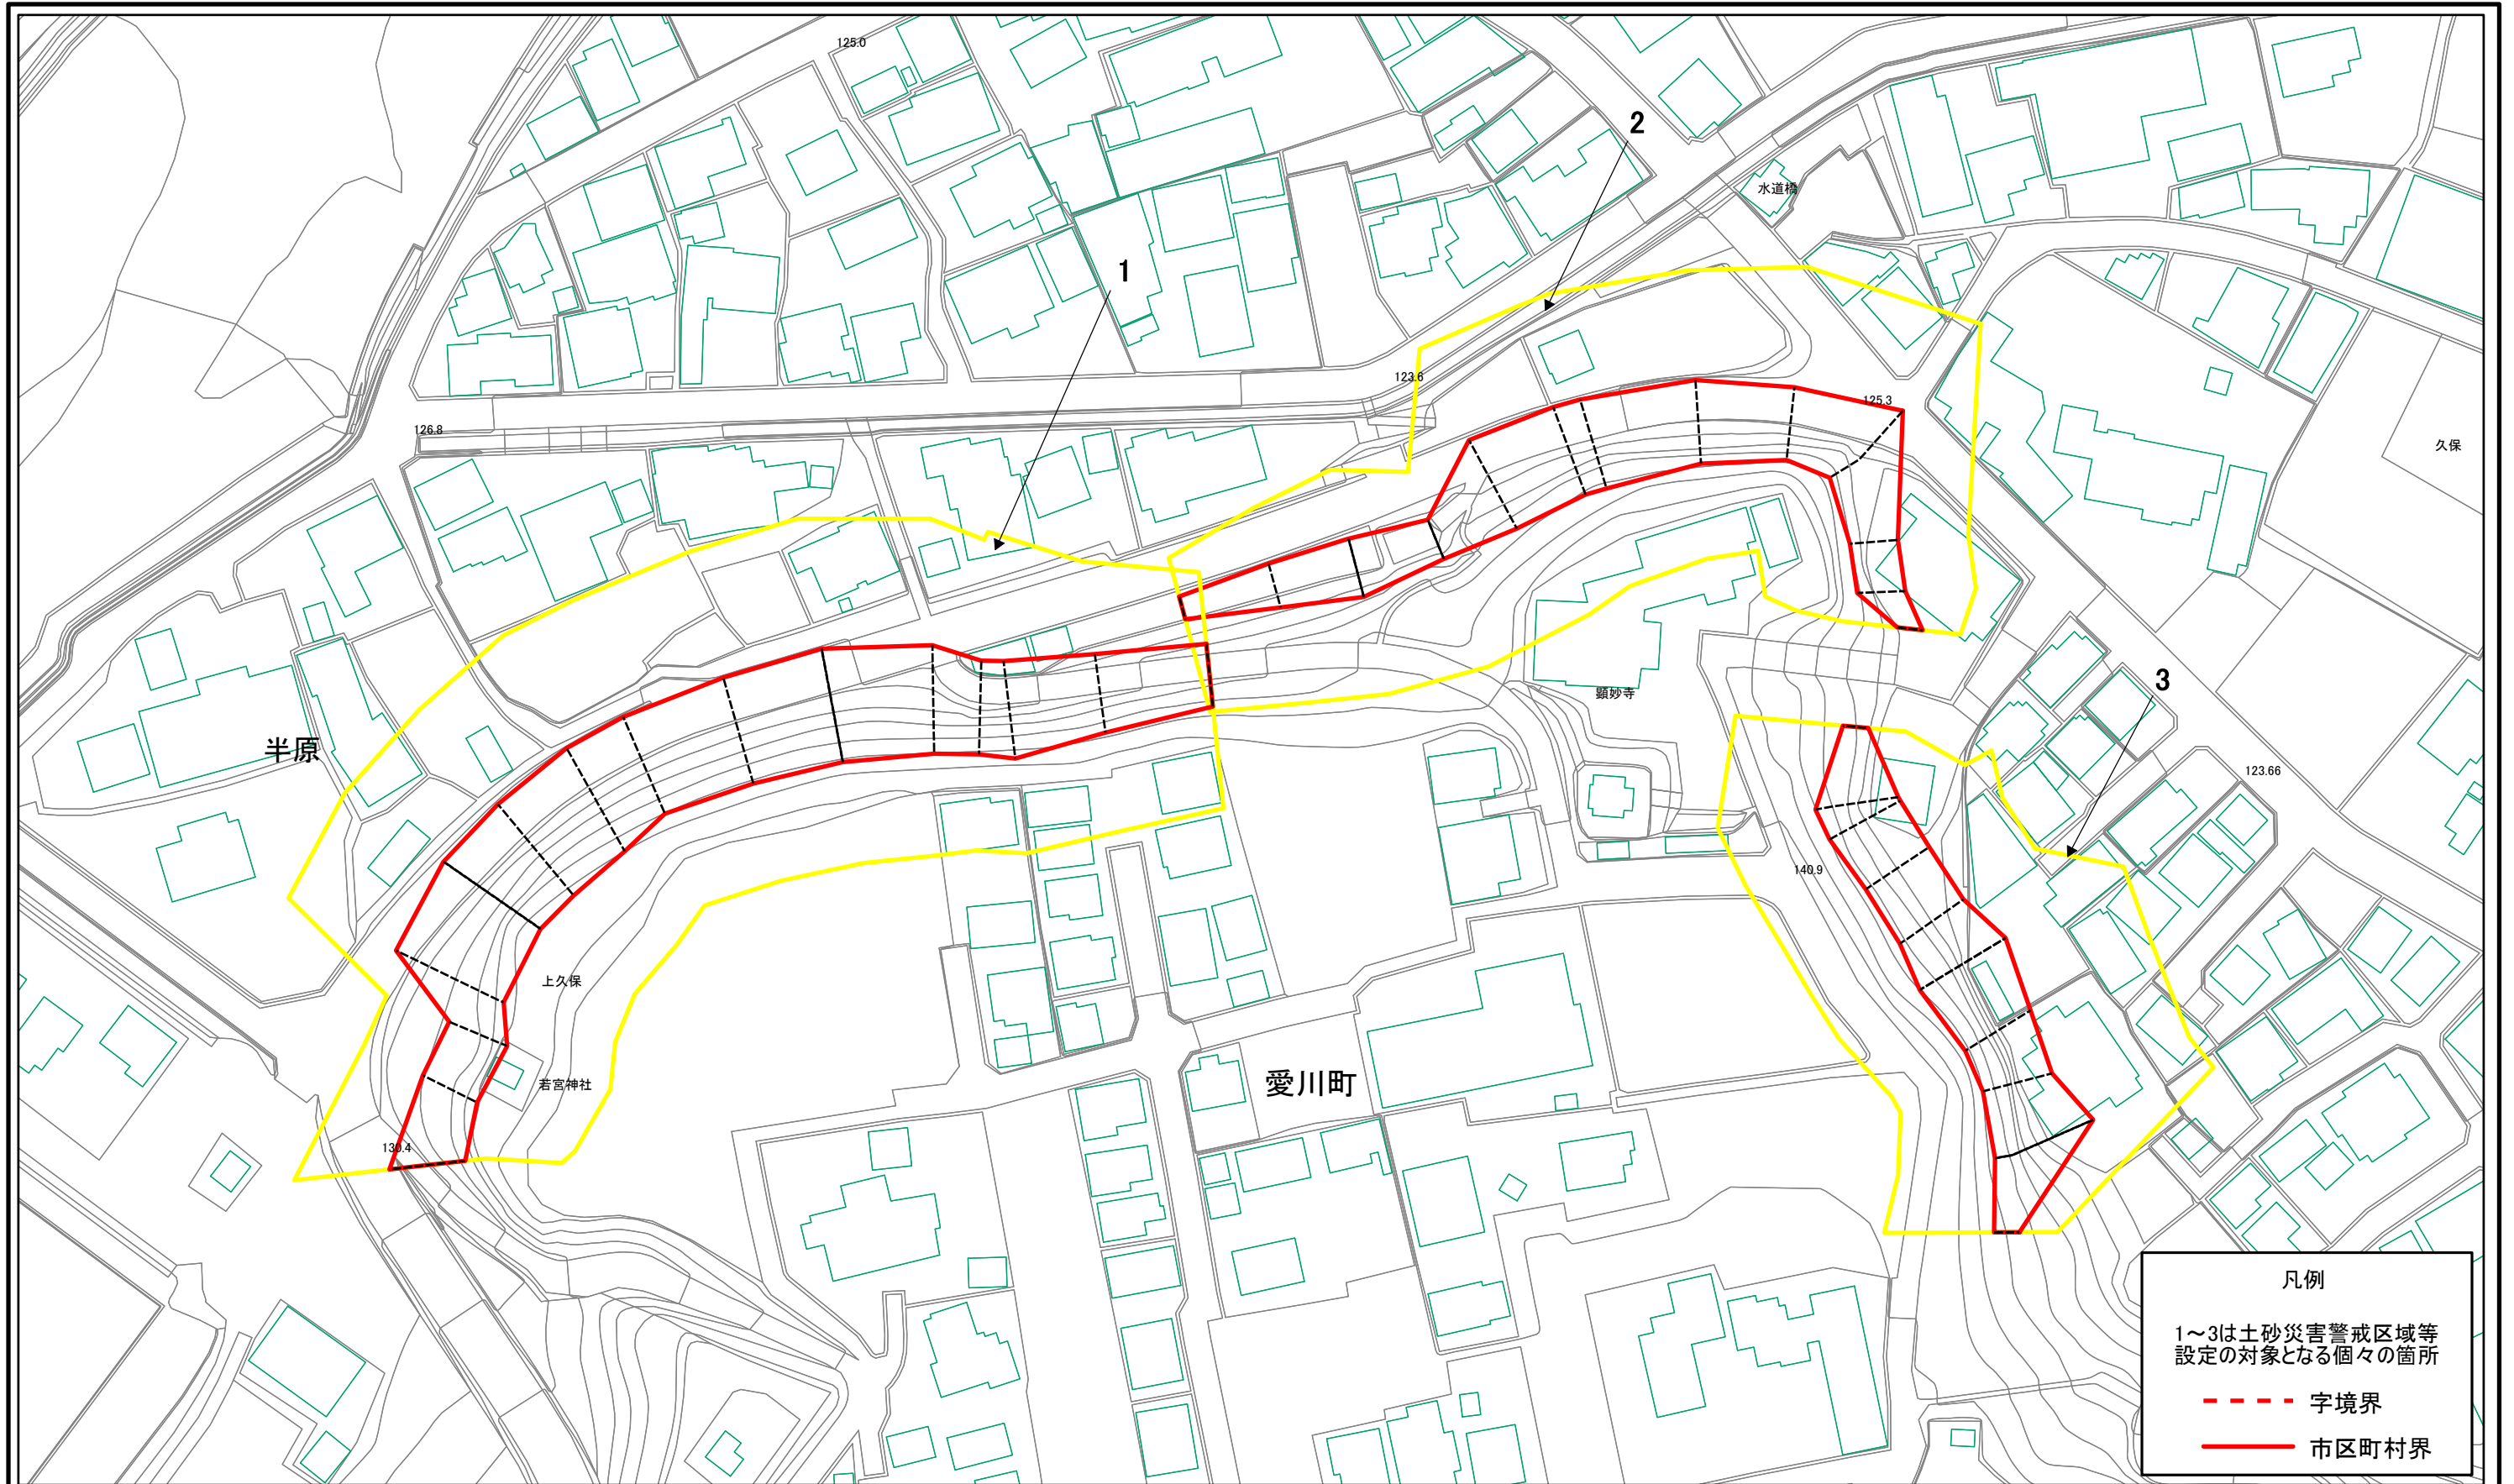 125.0
2
水道橋
1
123.6
125.3
126.8
久保
顕妙寺
3
半原
123.66
140.9
上久保
若宮神社
愛川町
130.4
凡例
1～3は土砂災害警戒区域等
設定の対象となる個々の箇所
字境界
市区町村界